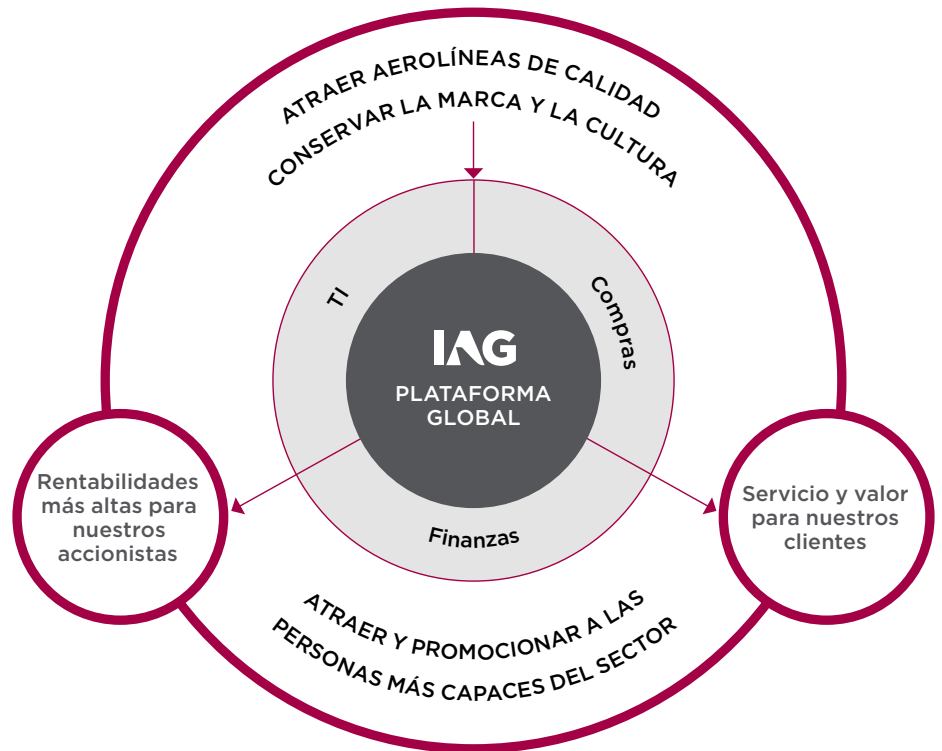 ATRAER AEROLÍNEAS DE CALIDAD
CONSERVAR LA MARCA Y LA CULTURA
TI
Compras
IAG
PLATAFORMA
GLOBAL
Finanzas
Rentabilidades
más altas para
nuestros
accionistas
Servicio y valor
para nuestros
clientes
ATRAER Y PROMOCIONAR A LAS
PERSONAS MÁS CAPACES DEL SECTOR